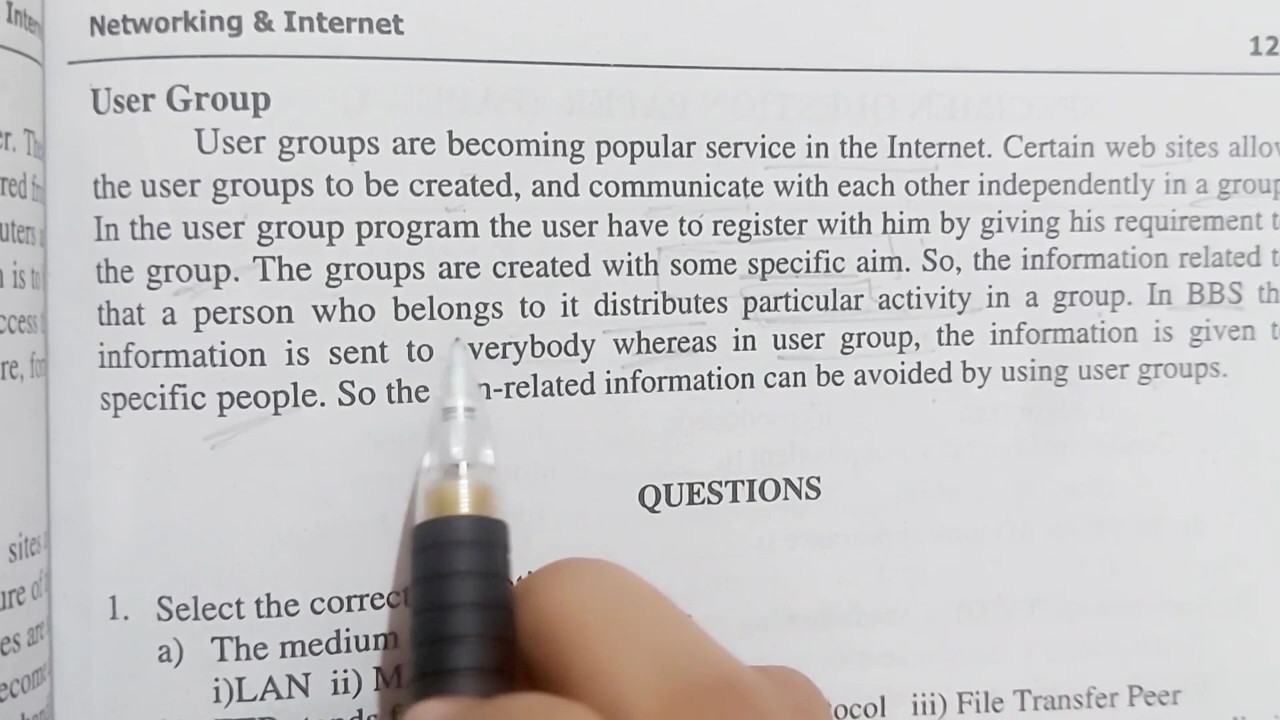 Networking & Internet
12
User Group
User groups are becoming popular service in the Internet. Certain web sites allow
the user groups to be created, and communicate with each other independently in a group
In the user group program the user have to register with him by giving his requirement
the group. The groups are created with some specific aim. So, the information related
that a person who belongs to it distributes particular activity in a group. In BBS
information is sent to everybody whereas in user group, the information is given
specific people. So the -related information can be avoided by using user groups.
QUESTIONS
1. Select the correct
a) The medium
i)LAN ii) iii) File Transfer Peer